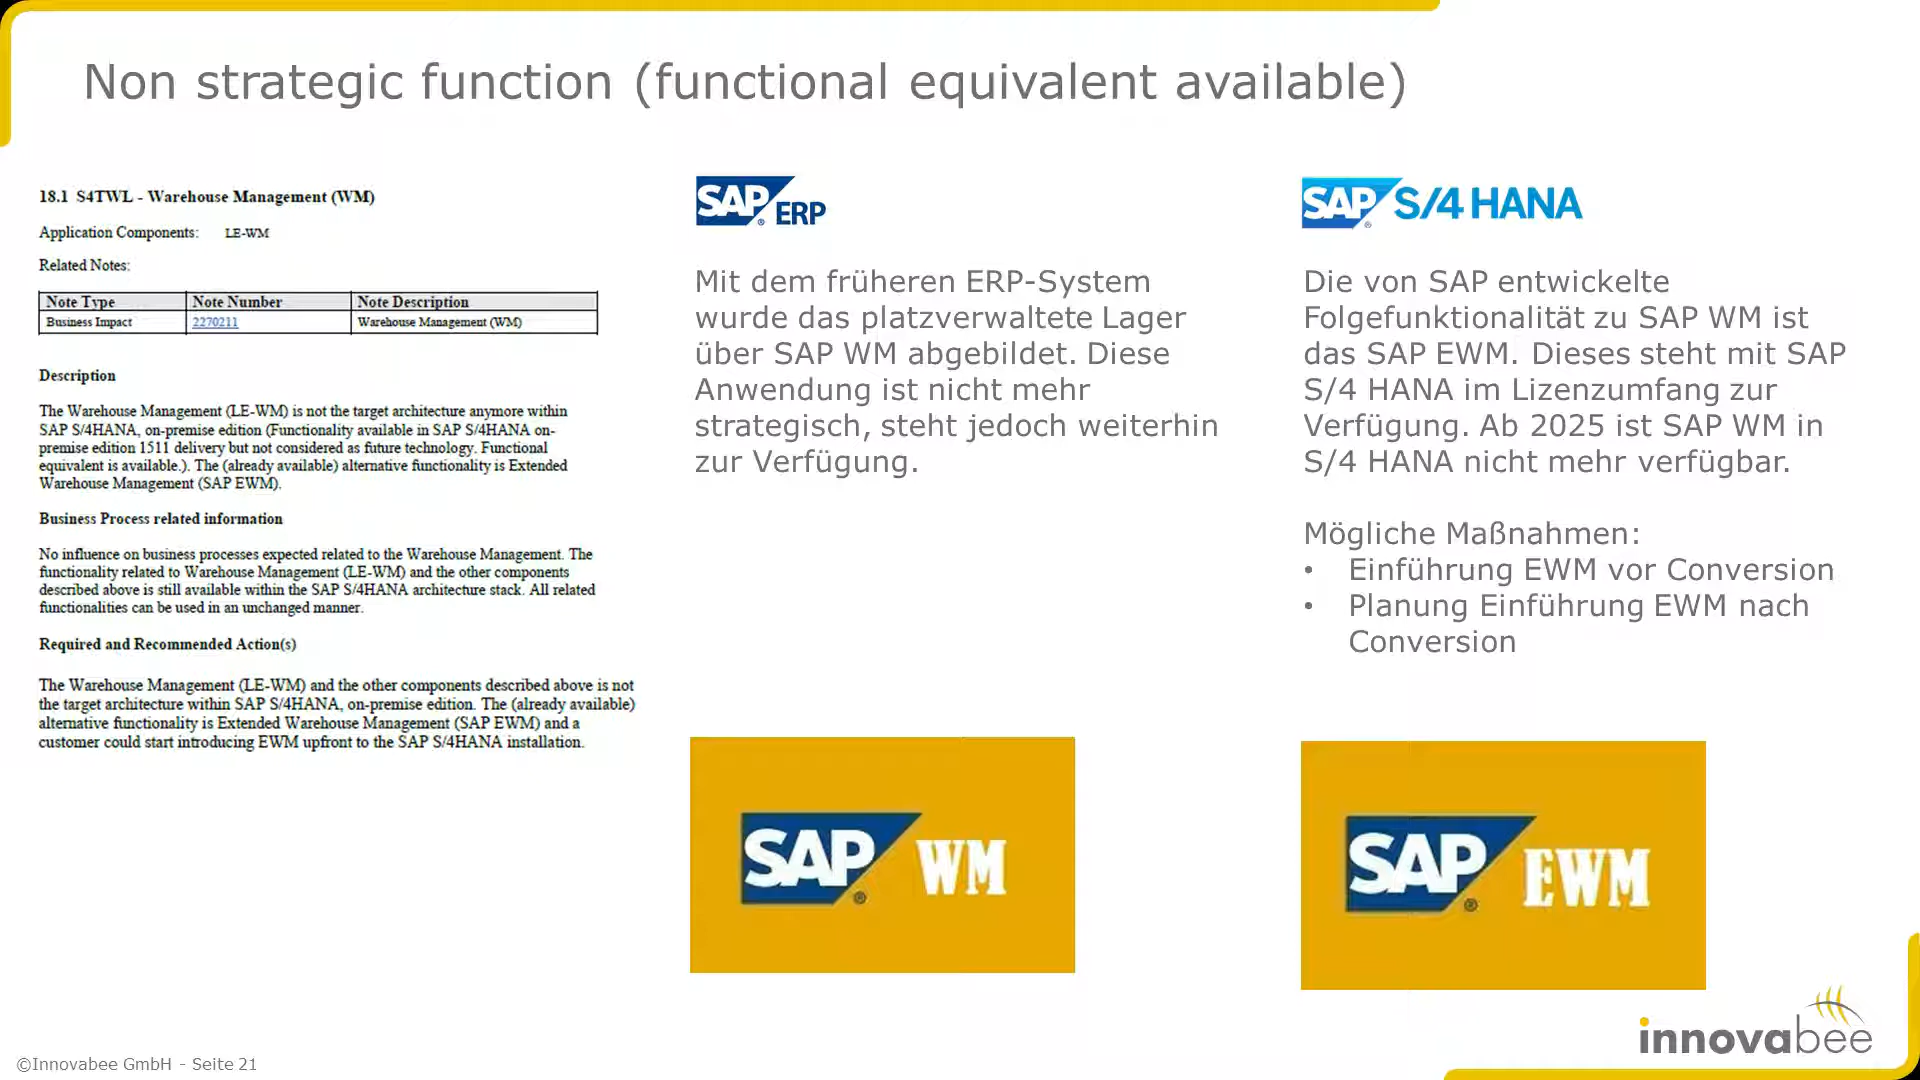 Non strategic function (functional equivalent available)
18.1 S4TWL - Warehouse Management (WM)
Application Components: LE-WM
Related Notes:
Note Type Note Number Note Description
Business Impact 2270211 Warehouse Management (WM)
Description
The Warehouse Management (LE-WM) is not the target architecture anymore within
SAP S/4HANA, on-premise edition (Functionality available in SAP S/4HANA on-
premise edition 1511 delivery but not considered as future technology. Functional
equivalent is available.). The (already available) alternative functionality is Extended
Warehouse Management (SAP EWM).
Business Process related information
No influence on business processes expected related to the Warehouse Management. The
functionality related to Warehouse Management (LE-WM) and the other components
described above is still available within the SAP S/4HANA architecture stack. All related
functionalities can be used in an unchanged manner.
Required and Recommended Action(s)
The Warehouse Management (LE-WM) and the other components described above is not
the target architecture within SAP S/4HANA, on-premise edition. The (already available)
alternative functionality is Extended Warehouse Management (SAP EWM) and a
customer could start introducing EWM upfront to the SAP S/4HANA installation.
SAP® ERP
Mit dem früheren ERP-System
wurde das platzverwaltete Lager
über SAP WM abgebildet. Diese
Anwendung ist nicht mehr
strategisch, steht jedoch weiterhin
zur Verfügung.
SAP® WM
SAP® S/4 HANA
Die von SAP entwickelte
Folgefunktionalität zu SAP WM ist
das SAP EWM. Dieses steht mit SAP
S/4 HANA im Lizenzumfang zur
Verfügung. Ab 2025 ist SAP WM in
S/4 HANA nicht mehr verfügbar.
Mögliche Maßnahmen:
• Einführung EWM vor Conversion
• Planung Einführung EWM nach
Conversion
SAP® EWM
innovabee
©Innovabee GmbH - Seite 21